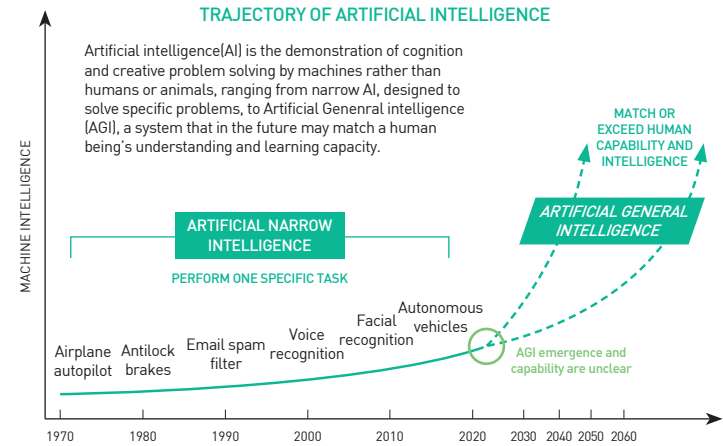 TRAJECTORY OF ARTIFICIAL INTELLIGENCE
Artificial intelligence(AI) is the demonstration of cognition
and creative problem solving by machines rather than
humans or animals, ranging from narrow AI, designed to
solve specific problems, to Artificial Genenral intelligence
(AGI), a system that in the future may match a human
being's understanding and learning capacity.
MATCH OR
EXCEED HUMAN
CAPABILITY AND
INTELLIGENCE
MACHINE INTELLIGENCE
ARTIFICIAL NARROW
INTELLIGENCE
PERFORM ONE SPECIFIC TASK
ARTIFICIAL GENERAL
INTELLIGENCE
Airplane
autopilot
Antilock
brakes
Email spam
filter
Voice
recognition
Facial
recognition
Autonomous
vehicles
AGI emergence and
capability are unclear
1970 1980 1990 2000 2010 2020 2030 2040 2050 2060